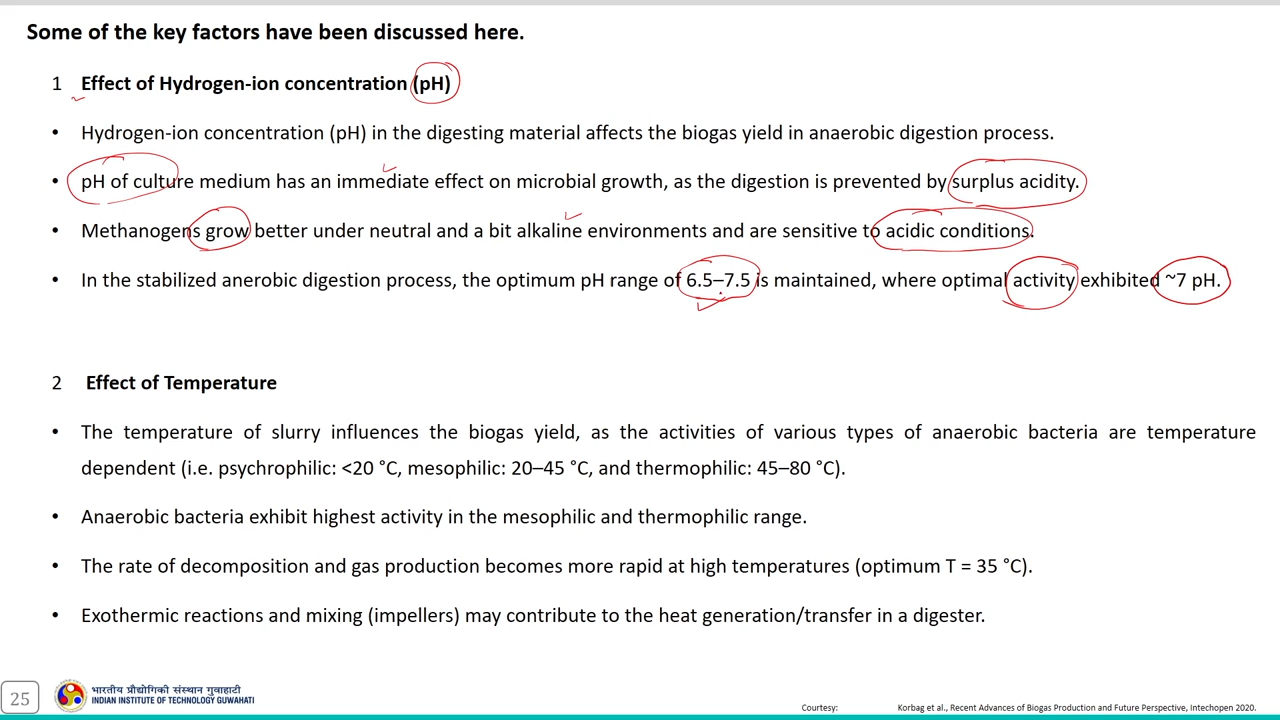 Some of the key factors have been discussed here.
1 Effect of Hydrogen-ion concentration (pH)
• Hydrogen-ion concentration (pH) in the digesting material affects the biogas yield in anaerobic digestion process.
• pH of culture medium has an immediate effect on microbial growth, as the digestion is prevented by surplus acidity.
• Methanogens grow better under neutral and a bit alkaline environments and are sensitive to acidic conditions.
• In the stabilized anerobic digestion process, the optimum pH range of 6.5–7.5 is maintained, where optimal activity exhibited ~7 pH.
2 Effect of Temperature
• The temperature of slurry influences the biogas yield, as the activities of various types of anaerobic bacteria are temperature
dependent (i.e. psychrophilic: <20 °C, mesophilic: 20–45 °C, and thermophilic: 45–80 °C).
• Anaerobic bacteria exhibit highest activity in the mesophilic and thermophilic range.
• The rate of decomposition and gas production becomes more rapid at high temperatures (optimum T = 35 °C).
• Exothermic reactions and mixing (impellers) may contribute to the heat generation/transfer in a digester.
25
भारतीय प्रौद्योगिकी संस्थान गुवाहाटी
INDIAN INSTITUTE OF TECHNOLOGY GUWAHATI
Courtesy: Korbag et al., Recent Advances of Biogas Production and Future Perspective, Intechopen 2020.